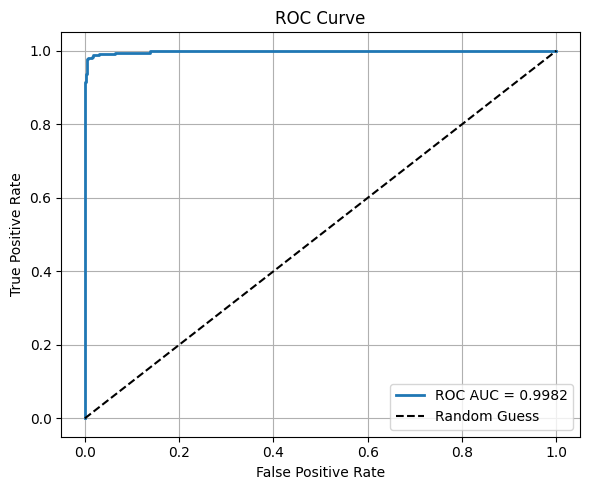 ROC Curve
1.0
0.8
0.6
0.4
0.2
0.0
True Positive Rate
0.0 0.2 0.4 0.6 0.8 1.0
False Positive Rate
ROC AUC = 0.9982
Random Guess